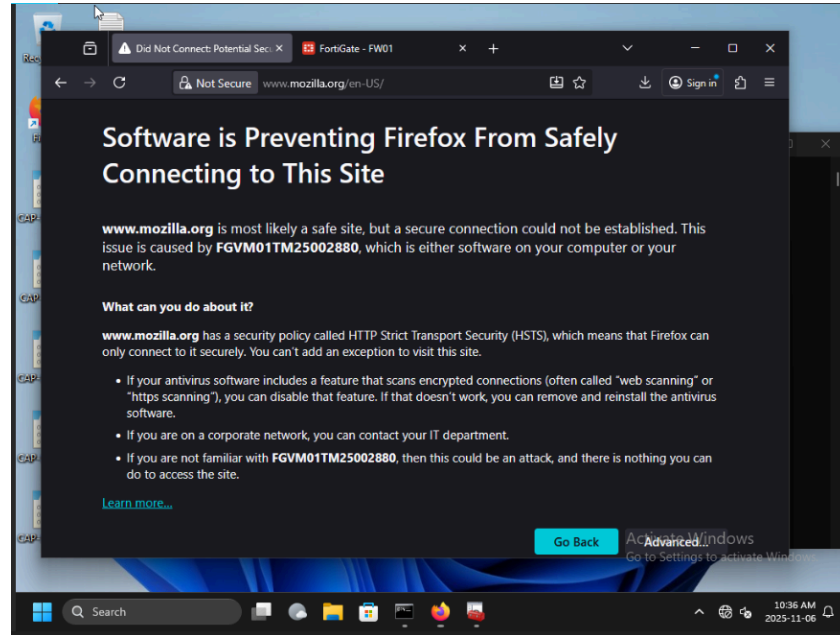 Did Not Connect: Potential Secu
FortiGate - FW01
Not Secure
www.mozilla.org/en-US/
Sign in
Software is Preventing Firefox From Safely
Connecting to This Site
www.mozilla.org is most likely a safe site, but a secure connection could not be established. This
issue is caused by FGVM01TM25002880, which is either software on your computer or your
network.
What can you do about it?
www.mozilla.org has a security policy called HTTP Strict Transport Security (HSTS), which means that Firefox can
only connect to it securely. You can't add an exception to visit this site.
• If your antivirus software includes a feature that scans encrypted connections (often called "web scanning" or
"https scanning"), you can disable that feature. If that doesn't work, you can remove and reinstall the antivirus
software.
• If you are on a corporate network, you can contact your IT department.
• If you are not familiar with FGVM01TM25002880, then this could be an attack, and there is nothing you can
do to access the site.
Learn more...
Go Back
Advanced...
Activate Windows
Go to Settings to activate Windows.
Rec
CAP-
CAP
CAP-
CAP-
CAP-
Search
10:36 AM
2025-11-06